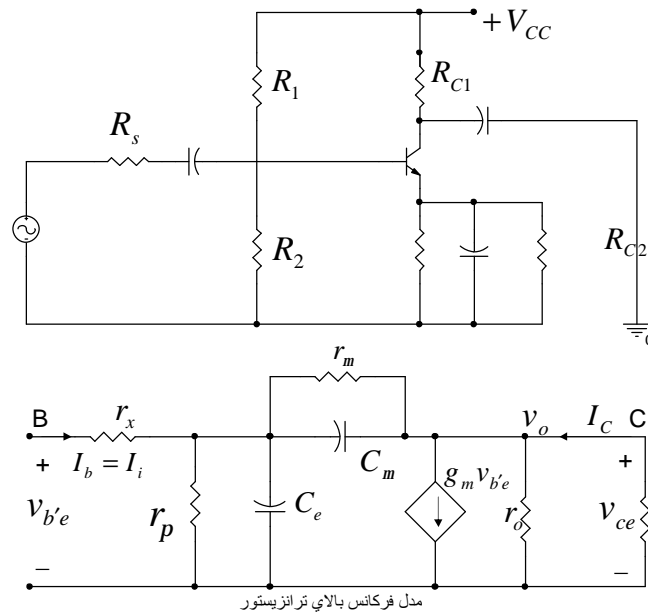 +V_CC
R_C1
R_1
R_s
R_2
R_C2
0
r_m
B
r_x
v_o
I_C
C
+
I_b = I_i
C_m
g_m v_b'e
+
v_b'e
r_p
C_e
r_o
v_ce
–
–
مدل فرکانس بالاي ترانزيستور